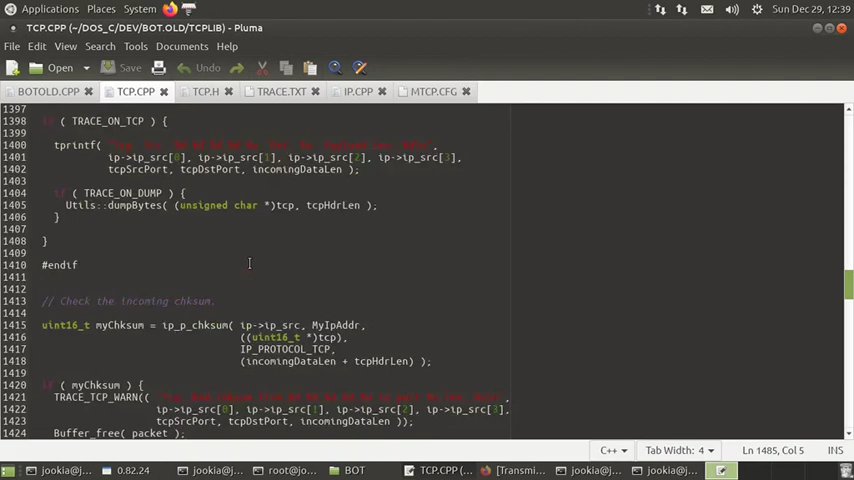 Applications Places System Sun Dec 29, 12:39
TCP.CPP (~/DOS_C/DEV/BOT.OLD/TCPLIB) - Pluma
File Edit View Search Tools Documents Help
Open Save Undo
BOTOLD.CPP TCP.CPP TCP.H TRACE.TXT IP.CPP MTCP.CFG
1397
1398 if ( TRACE_ON_TCP ) {
1399
1400 tprintf(
1401 ip->ip_src[0], ip->ip_src[1], ip->ip_src[2], ip->ip_src[3],
1402 tcpSrcPort, tcpDstPort, incomingDataLen );
1403
1404 if ( TRACE_ON_DUMP ) {
1405 Utils::dumpBytes( (unsigned char *)tcp, tcpHdrLen );
1406 }
1407
1408 }
1409
1410 #endif
1411
1412
1413 // Check the incoming chksum.
1414
1415 uint16_t myChksum = ip_p_chksum( ip->ip_src, MyIpAddr,
1416 ((uint16_t *)tcp),
1417 IP_PROTOCOL_TCP,
1418 (incomingDataLen + tcpHdrLen) );
1419
1420 if ( myChksum ) {
1421 TRACE_TCP_WARN((
1422 ip->ip_src[0], ip->ip_src[1], ip->ip_src[2], ip->ip_src[3],
1423 tcpSrcPort, tcpDstPort, incomingDataLen ));
1424 Buffer_free( packet );
C++ Tab Width: 4 Ln 1485, Col 5 INS
jookia@j... 0.82.24 jookia@j... root@jo... BOT TCP.CPP (... [Transmi... jookia@j... jookia@j...